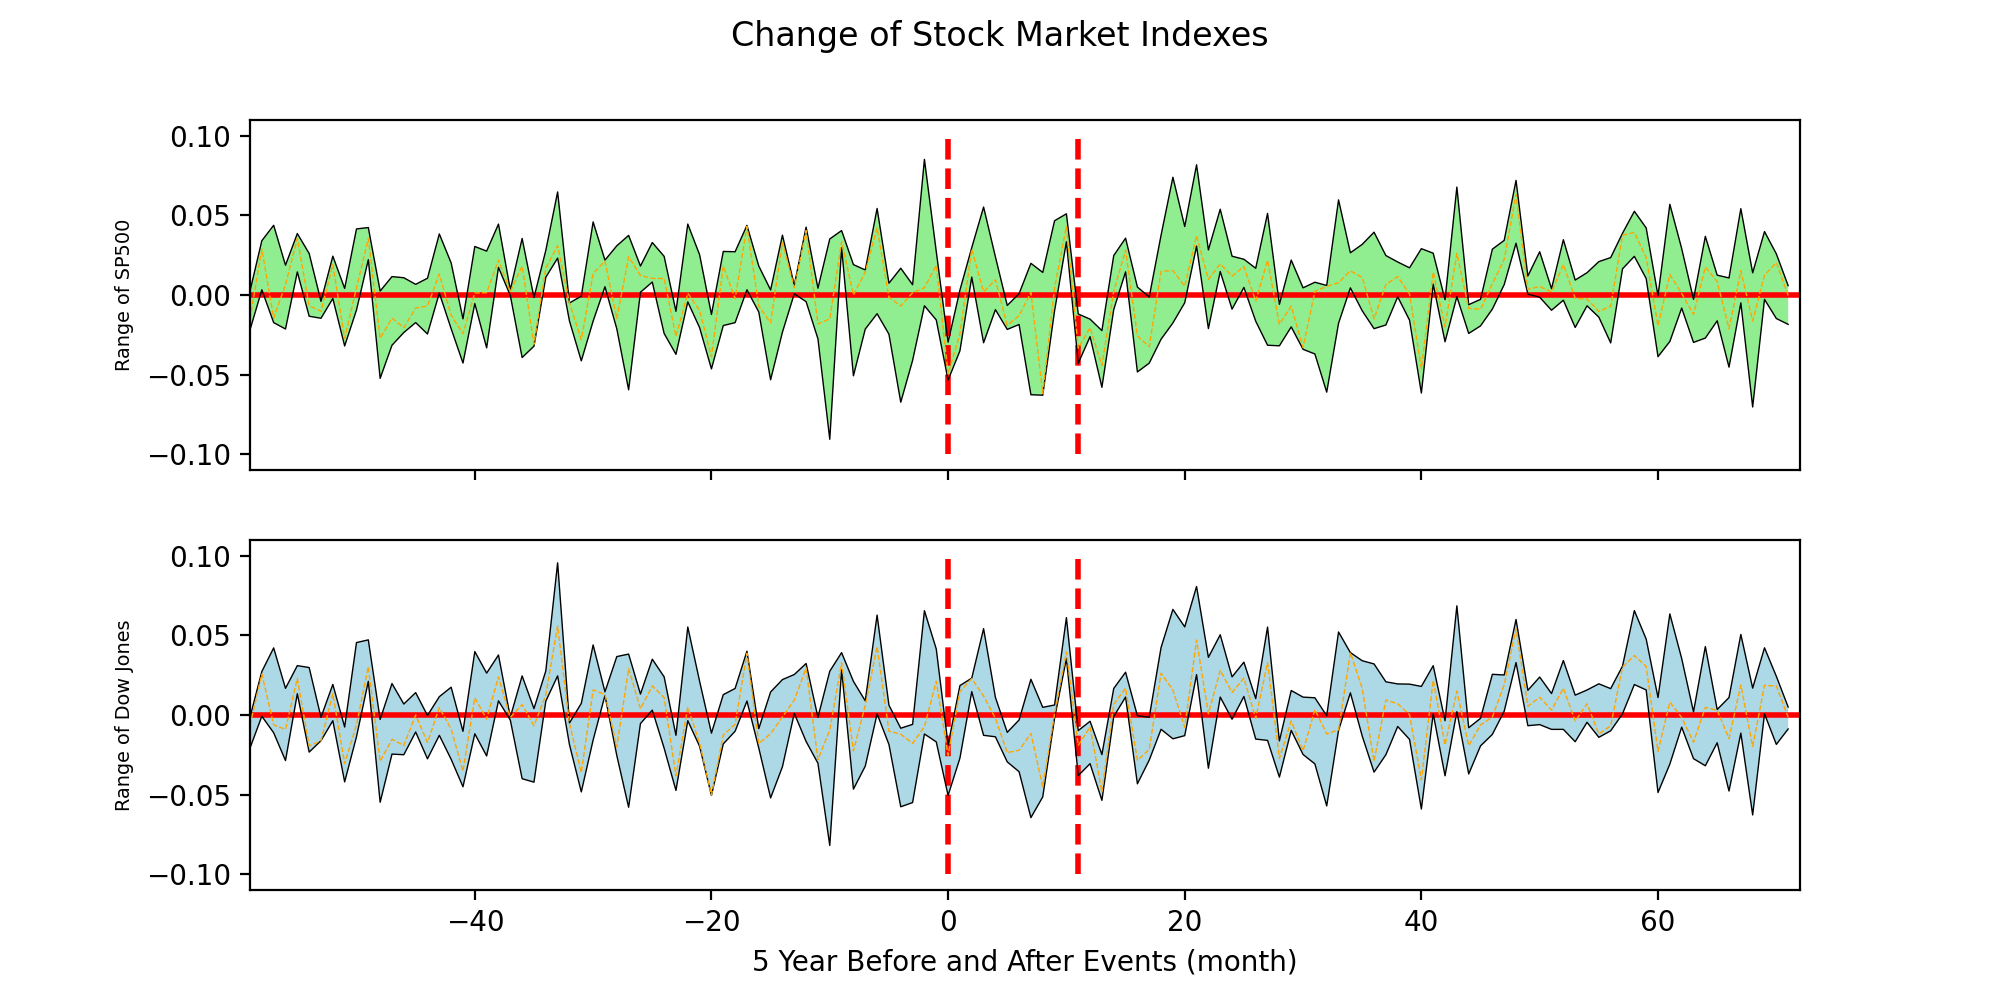 Change of Stock Market Indexes
0.10
0.05
0.00
−0.05
−0.10
Range of SP500
0.10
0.05
0.00
−0.05
−0.10
Range of Dow Jones
−40 −20 0 20 40 60
5 Year Before and After Events (month)